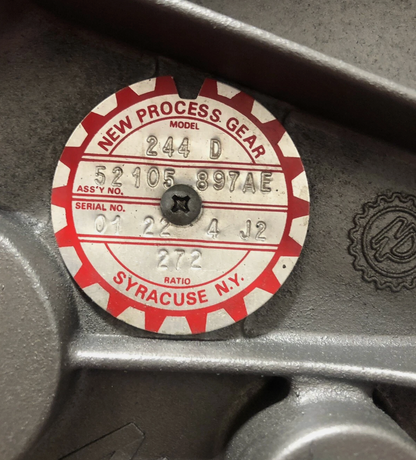 NEW PROCESS GEAR
MODEL
244 D
52105 897AE
ASS'Y NO.
SERIAL NO.
01 22 4 J2
272
RATIO
SYRACUSE N.Y.